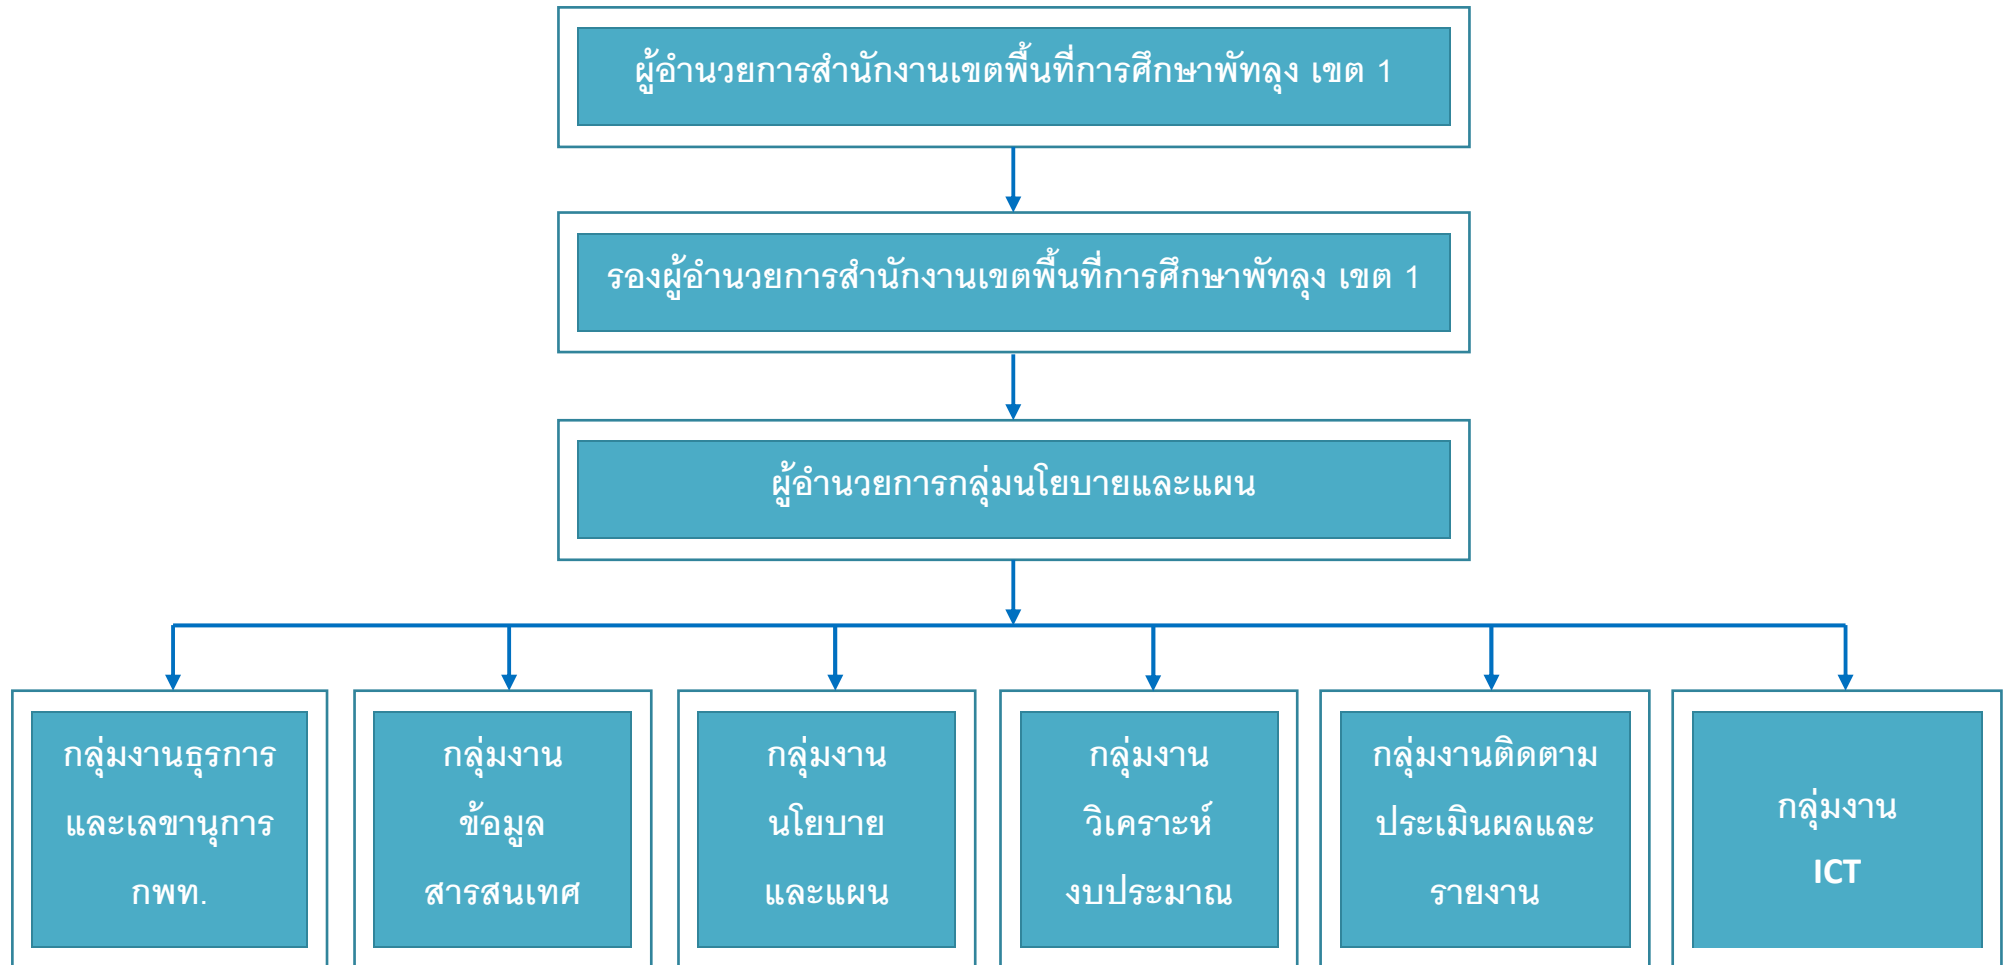 ผู้อำนวยการสำนักงานเขตพื้นที่การศึกษาพัทลุง เขต 1
รองผู้อำนวยการสำนักงานเขตพื้นที่การศึกษาพัทลุง เขต 1
ผู้อำนวยการกลุ่มนโยบายและแผน
กลุ่มงานธุรการ
และเลขานุการ
กพท.
กลุ่มงาน
ข้อมูล
สารสนเทศ
กลุ่มงาน
นโยบาย
และแผน
กลุ่มงาน
วิเคราะห์
งบประมาณ
กลุ่มงานติดตาม
ประเมินผลและ
รายงาน
กลุ่มงาน
ICT